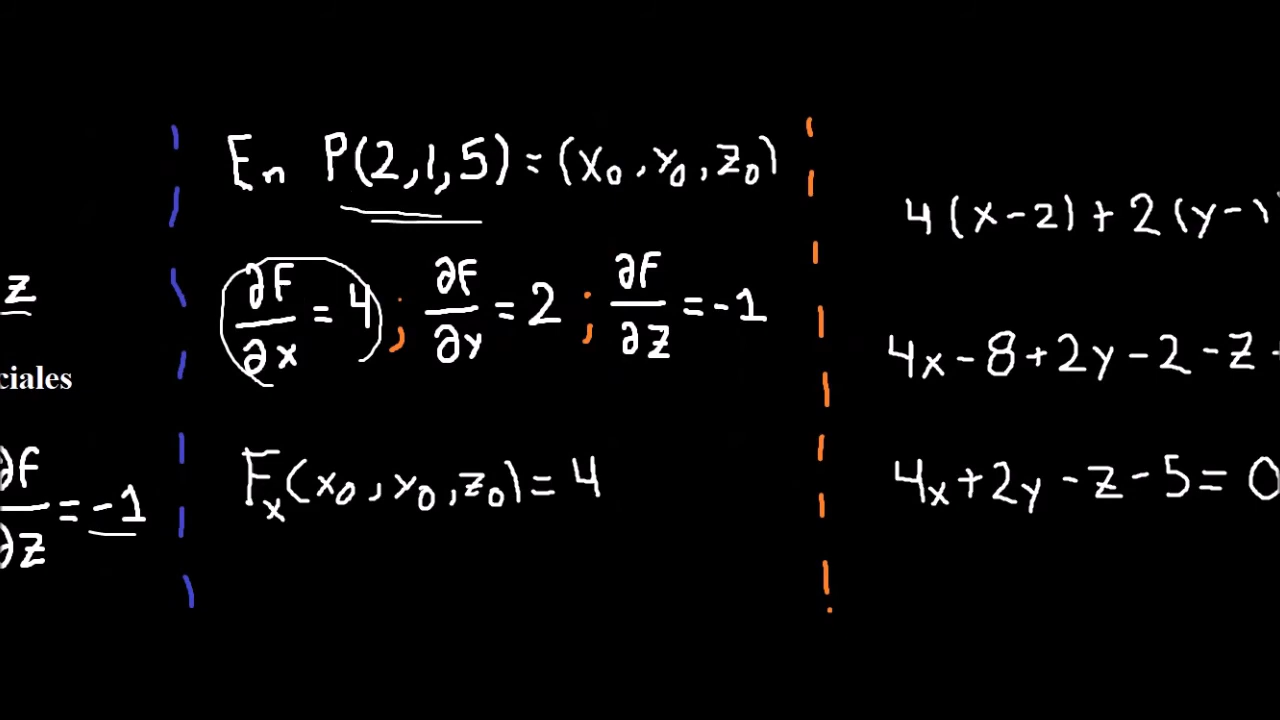 z
ciales
∂F/∂z = -1
En P(2,1,5) = (x₀, y₀, z₀)
∂F/∂x = 4 ; ∂F/∂y = 2 ; ∂F/∂z = -1
Fₓ(x₀, y₀, z₀) = 4
4(x-2) + 2(y-1)
4x - 8 + 2y - 2 - z +
4x + 2y - z - 5 = 0